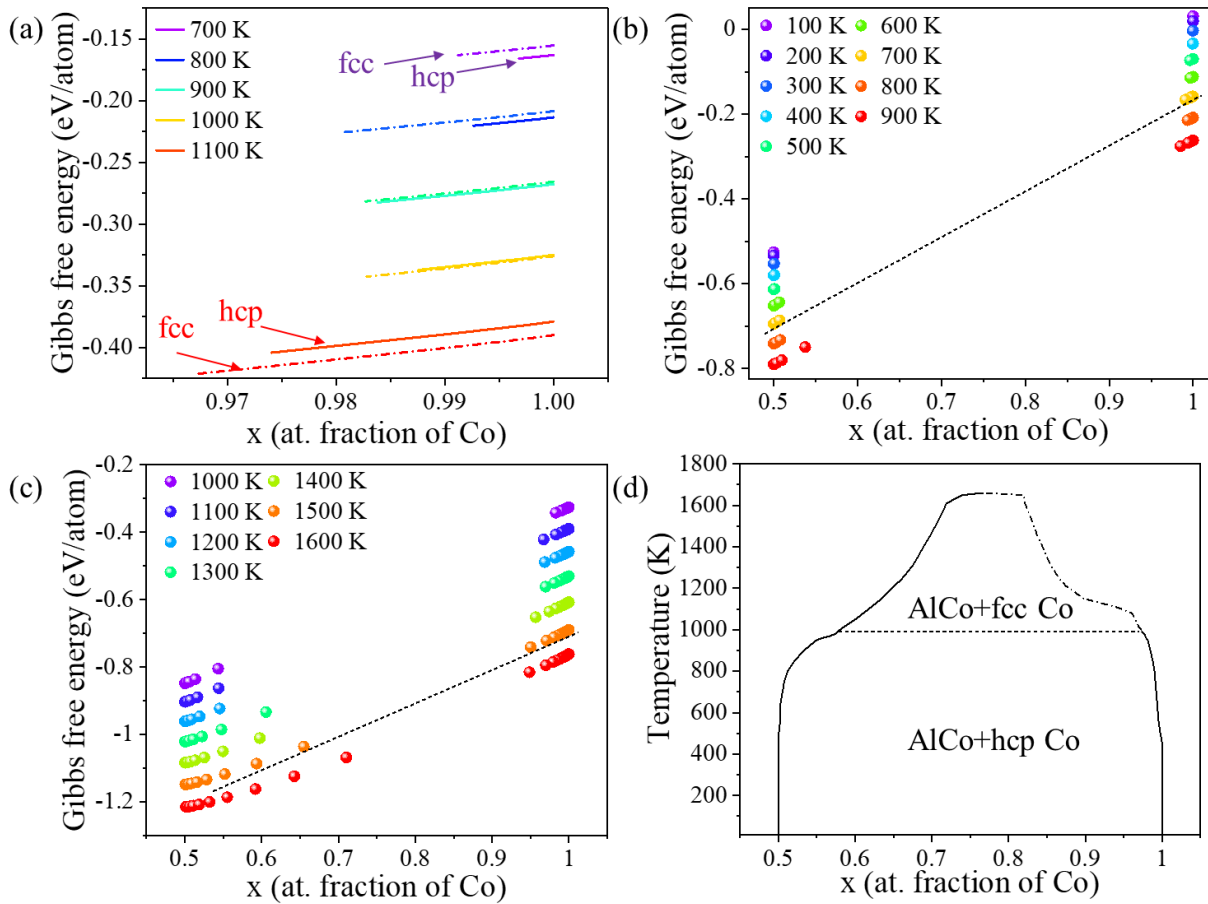 (a)
Gibbs free energy (eV/atom)
-0.15
-0.20
-0.25
-0.30
-0.35
-0.40
700 K
800 K
900 K
1000 K
1100 K
fcc
hcp
hcp
fcc
0.97 0.98 0.99 1.00
x (at. fraction of Co)
(b)
Gibbs free energy (eV/atom)
0
-0.2
-0.4
-0.6
-0.8
100 K 600 K
200 K 700 K
300 K 800 K
400 K 900 K
500 K
0.5 0.6 0.7 0.8 0.9 1
x (at. fraction of Co)
(c)
Gibbs free energy (eV/atom)
-0.2
-0.4
-0.6
-0.8
-1
-1.2
1000 K 1400 K
1100 K 1500 K
1200 K 1600 K
1300 K
0.5 0.6 0.7 0.8 0.9 1
x (at. fraction of Co)
(d)
Temperature (K)
1800
1600
1400
1200
1000
800
600
400
200
AlCo+fcc Co
AlCo+hcp Co
0.5 0.6 0.7 0.8 0.9 1
x (at. fraction of Co)